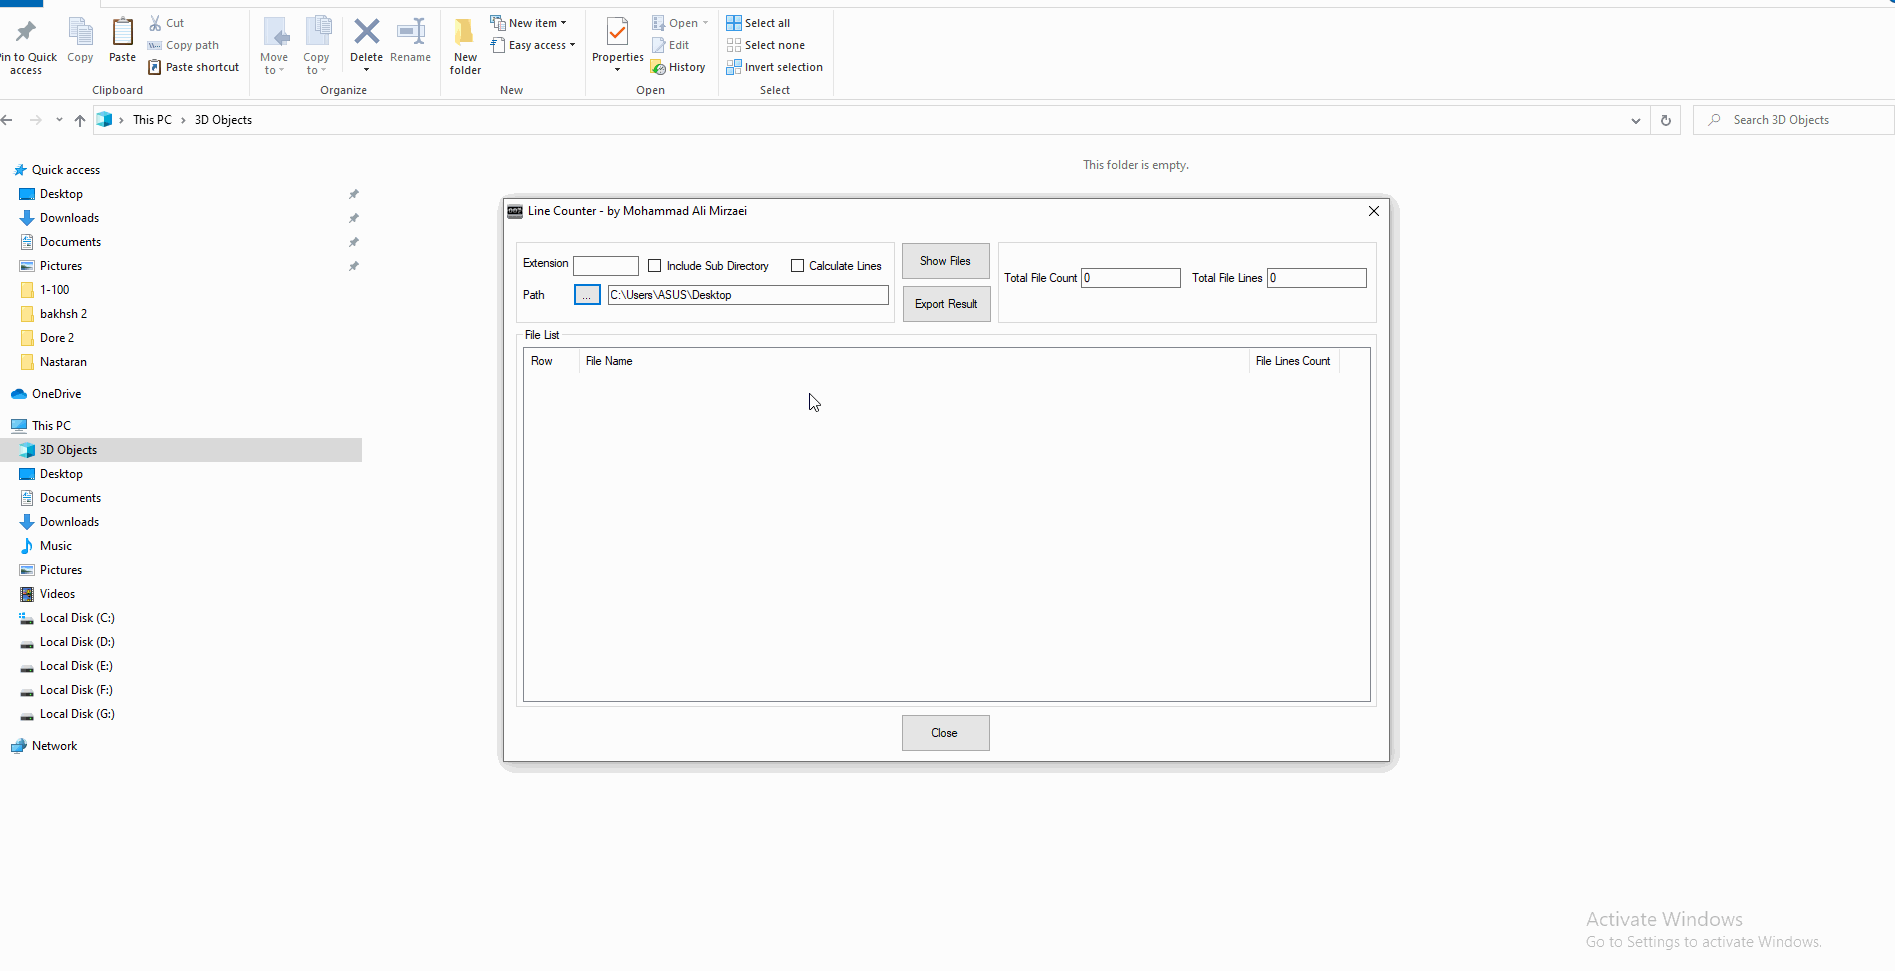 Pin to Quick access
Copy
Paste
Cut
Copy path
Paste shortcut
Clipboard
Move to
Copy to
Delete
Rename
Organize
New folder
New item
Easy access
New
Properties
Open
Edit
History
Open
Select all
Select none
Invert selection
Select
This PC > 3D Objects
Search 3D Objects
This folder is empty.
Quick access
Desktop
Downloads
Documents
Pictures
1-100
bakhsh 2
Dore 2
Nastaran
OneDrive
This PC
3D Objects
Desktop
Documents
Downloads
Music
Pictures
Videos
Local Disk (C:)
Local Disk (D:)
Local Disk (E:)
Local Disk (F:)
Local Disk (G:)
Network
Line Counter - by Mohammad Ali Mirzaei
Extension
Include Sub Directory
Calculate Lines
Path
...
C:\Users\ASUS\Desktop
Show Files
Export Result
Total File Count 0
Total File Lines 0
File List
Row
File Name
File Lines Count
Close
Activate Windows
Go to Settings to activate Windows.